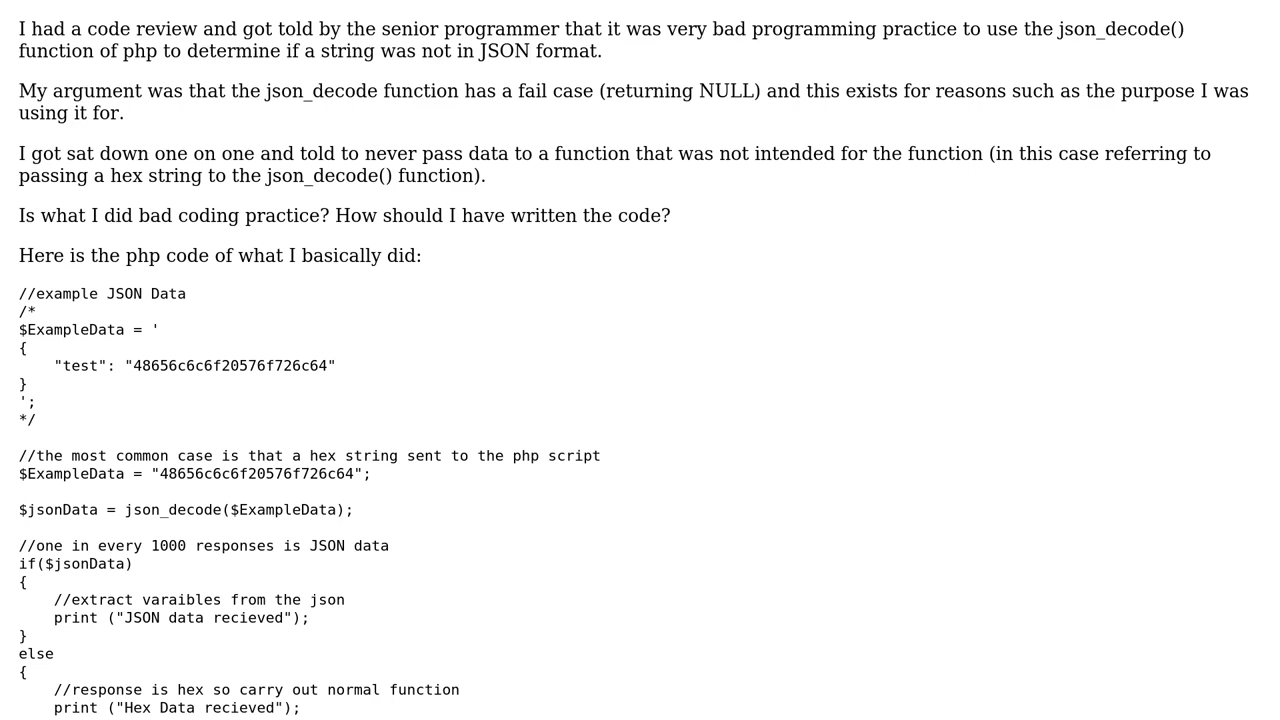 I had a code review and got told by the senior programmer that it was very bad programming practice to use the json_decode()
function of php to determine if a string was not in JSON format.
My argument was that the json_decode function has a fail case (returning NULL) and this exists for reasons such as the purpose I was
using it for.
I got sat down one on one and told to never pass data to a function that was not intended for the function (in this case referring to
passing a hex string to the json_decode() function).
Is what I did bad coding practice? How should I have written the code?
Here is the php code of what I basically did:
//example JSON Data
/*
$ExampleData = '
{
    "test": "48656c6c6f20576f726c64"
}
';
*/
//the most common case is that a hex string sent to the php script
$ExampleData = "48656c6c6f20576f726c64";
$jsonData = json_decode($ExampleData);
//one in every 1000 responses is JSON data
if($jsonData)
{
    //extract varaibles from the json
    print ("JSON data recieved");
}
else
{
    //response is hex so carry out normal function
    print ("Hex Data recieved");